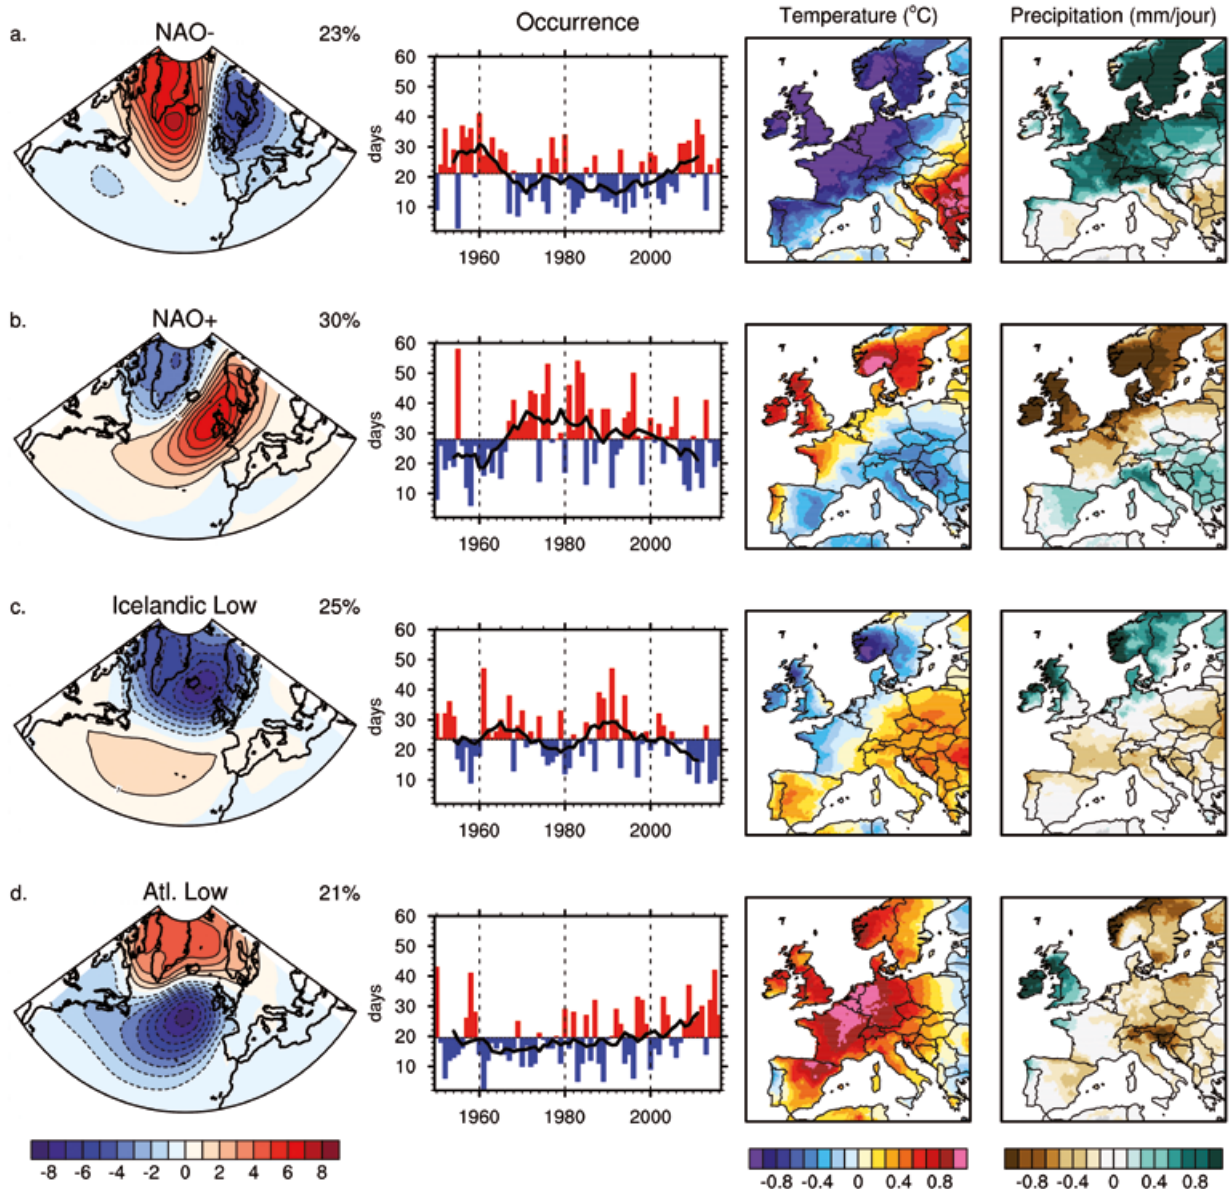 Occurrence
Temperature (°C)
Precipitation (mm/jour)
a.
NAO-
23%
60
50
40
30
20
10
days
1960
1980
2000
b.
NAO+
30%
60
50
40
30
20
10
days
1960
1980
2000
c.
Icelandic Low
25%
60
50
40
30
20
10
days
1960
1980
2000
d.
Atl. Low
21%
60
50
40
30
20
10
days
1960
1980
2000
-8 -6 -4 -2 0 2 4 6 8
-0.8 -0.4 0 0.4 0.8
-0.8 -0.4 0 0.4 0.8